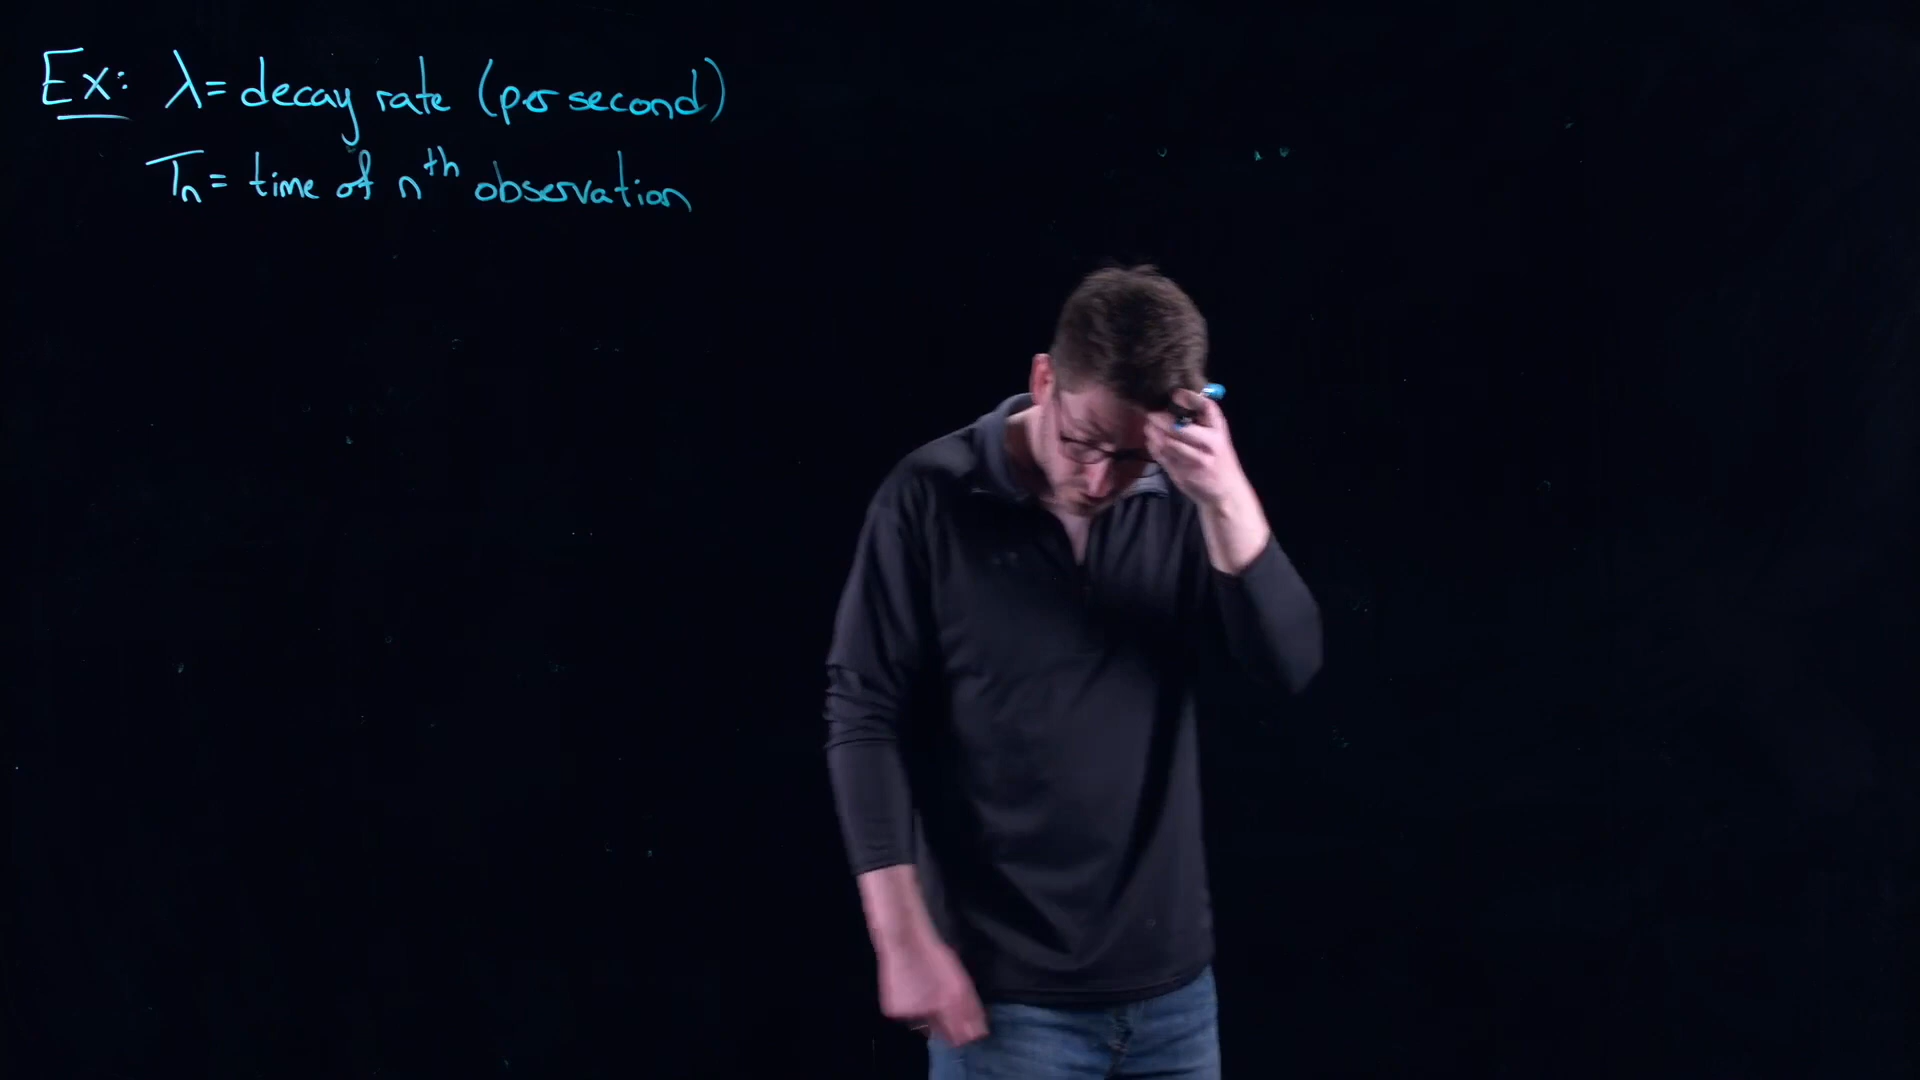 Ex: λ = decay rate (per second)
Tₙ = time of nᵗʰ observation